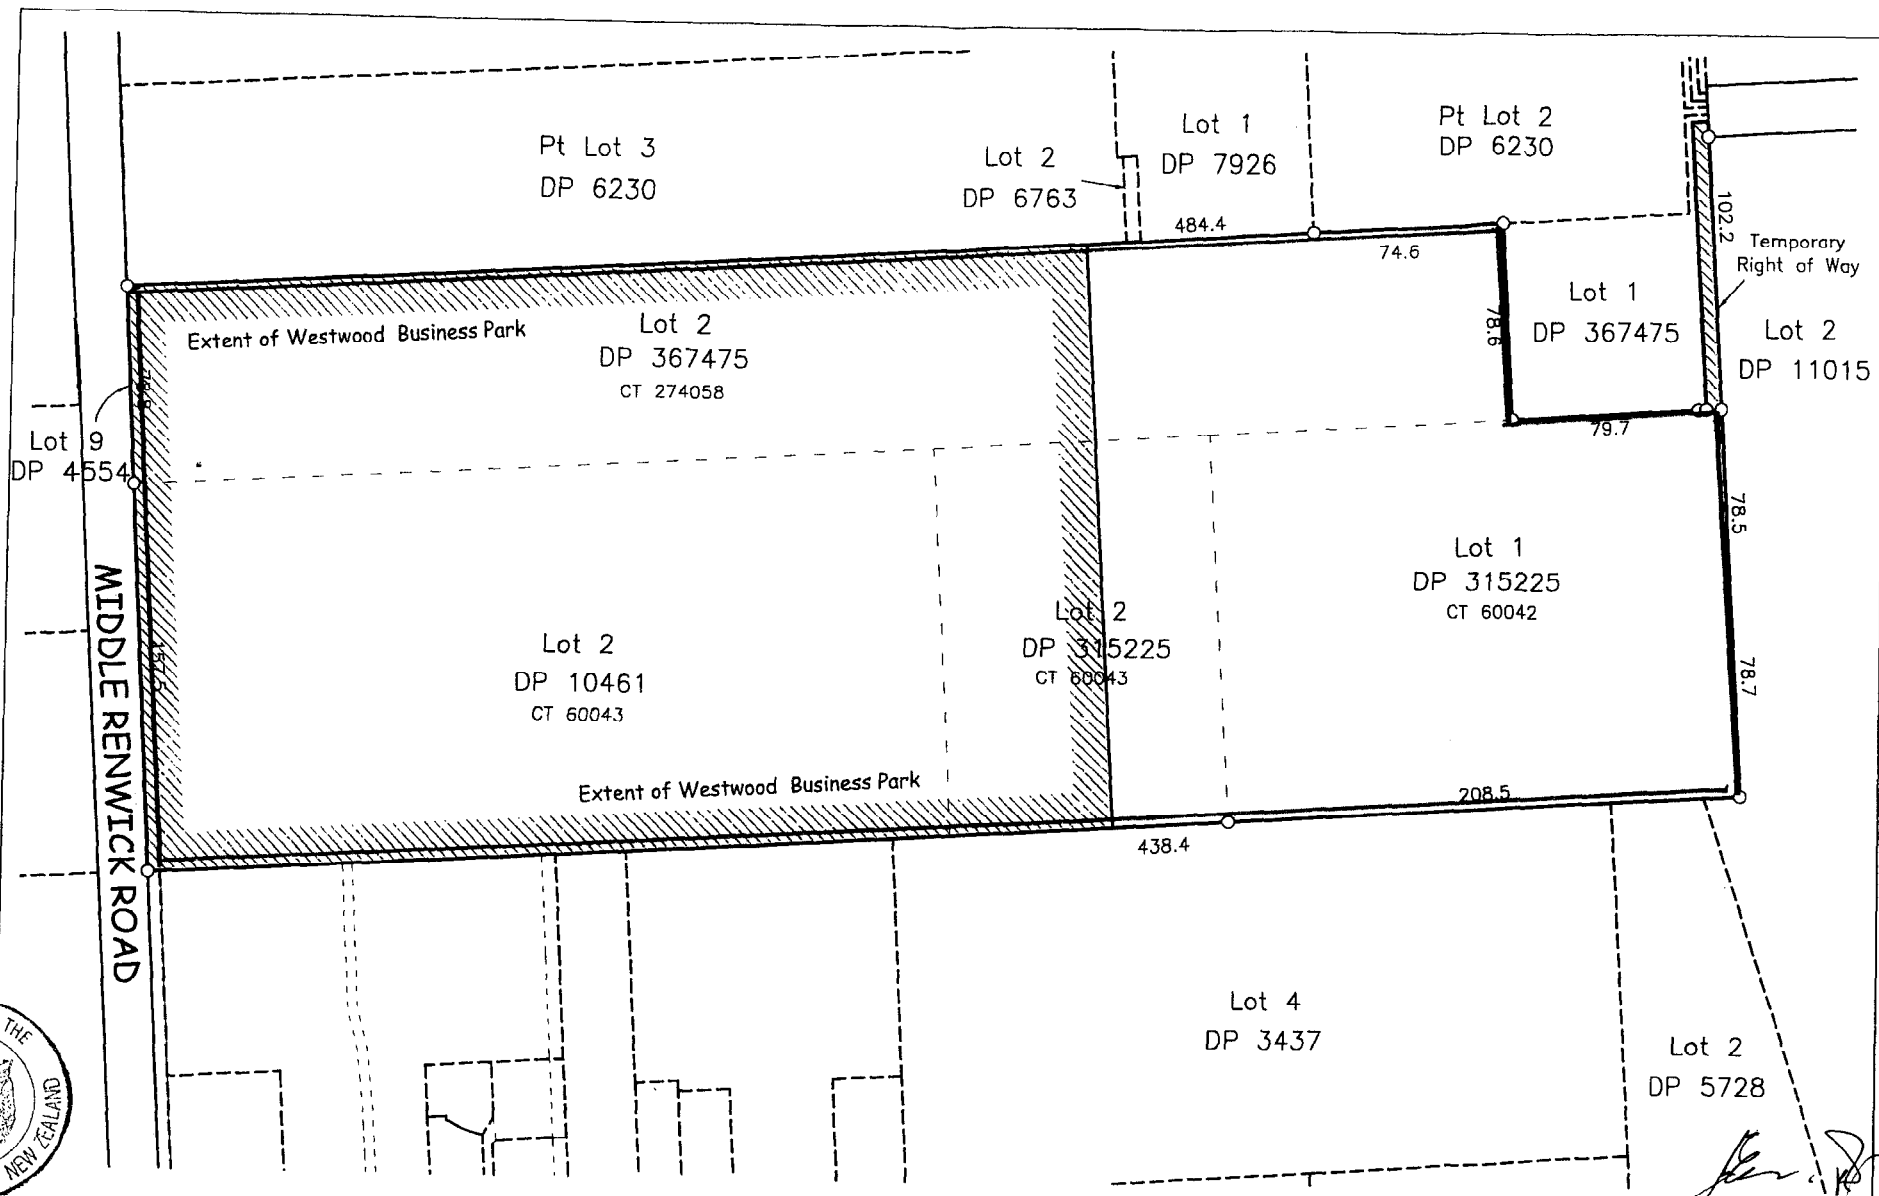 Pt Lot 3
DP 6230
Lot 2
DP 6763
Lot 1
DP 7926
Pt Lot 2
DP 6230
484.4
74.6
102.2
Temporary
Right of Way
Lot 1
DP 367475
78.6
Lot 2
DP 11015
79.7
Extent of Westwood Business Park
Lot 2
DP 367475
CT 274058
Lot 9
DP 4554
78.5
Lot 1
DP 315225
CT 60042
Lot 2
DP 315225
CT 60043
Lot 2
DP 10461
CT 60043
157.5
78.7
MIDDLE RENWICK ROAD
Extent of Westwood Business Park
208.5
438.4
Lot 4
DP 3437
Lot 2
DP 5728
THE
NEW ZEALAND